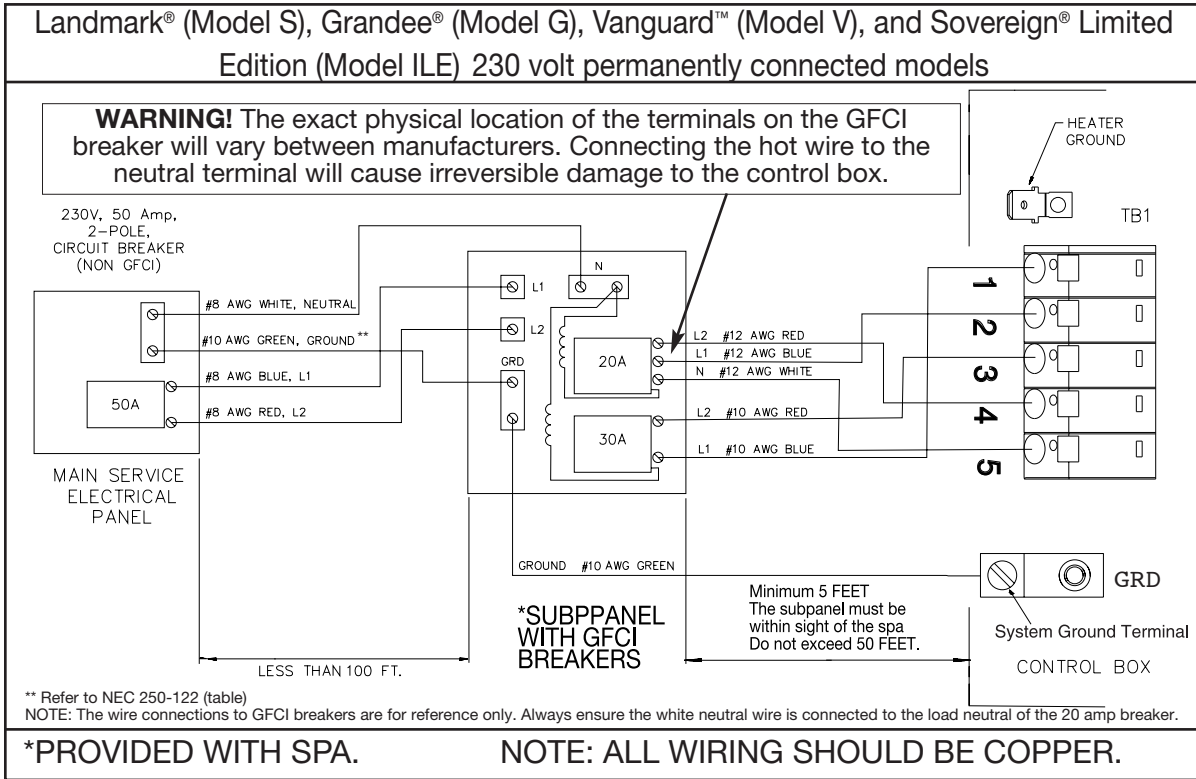 Landmark® (Model S), Grandee® (Model G), Vanguard™ (Model V), and Sovereign® Limited
Edition (Model ILE) 230 volt permanently connected models
WARNING! The exact physical location of the terminals on the GFCI
breaker will vary between manufacturers. Connecting the hot wire to the
neutral terminal will cause irreversible damage to the control box.
HEATER
GROUND
TB1
230V, 50 Amp,
2-POLE,
CIRCUIT BREAKER
(NON GFCI)
#8 AWG WHITE, NEUTRAL
#10 AWG GREEN, GROUND**
#8 AWG BLUE, L1
#8 AWG RED, L2
50A
MAIN SERVICE
ELECTRICAL
PANEL
N
L1
L2
GRD
20A
30A
L2 #12 AWG RED
L1 #12 AWG BLUE
N #12 AWG WHITE
L2 #10 AWG RED
L1 #10 AWG BLUE
1
2
3
4
5
GROUND #10 AWG GREEN
*SUBPPANEL
WITH GFCI
BREAKERS
Minimum 5 FEET
The subpanel must be
within sight of the spa
Do not exceed 50 FEET.
GRD
System Ground Terminal
CONTROL BOX
LESS THAN 100 FT.
** Refer to NEC 250-122 (table)
NOTE: The wire connections to GFCI breakers are for reference only. Always ensure the white neutral wire is connected to the load neutral of the 20 amp breaker.
*PROVIDED WITH SPA. NOTE: ALL WIRING SHOULD BE COPPER.